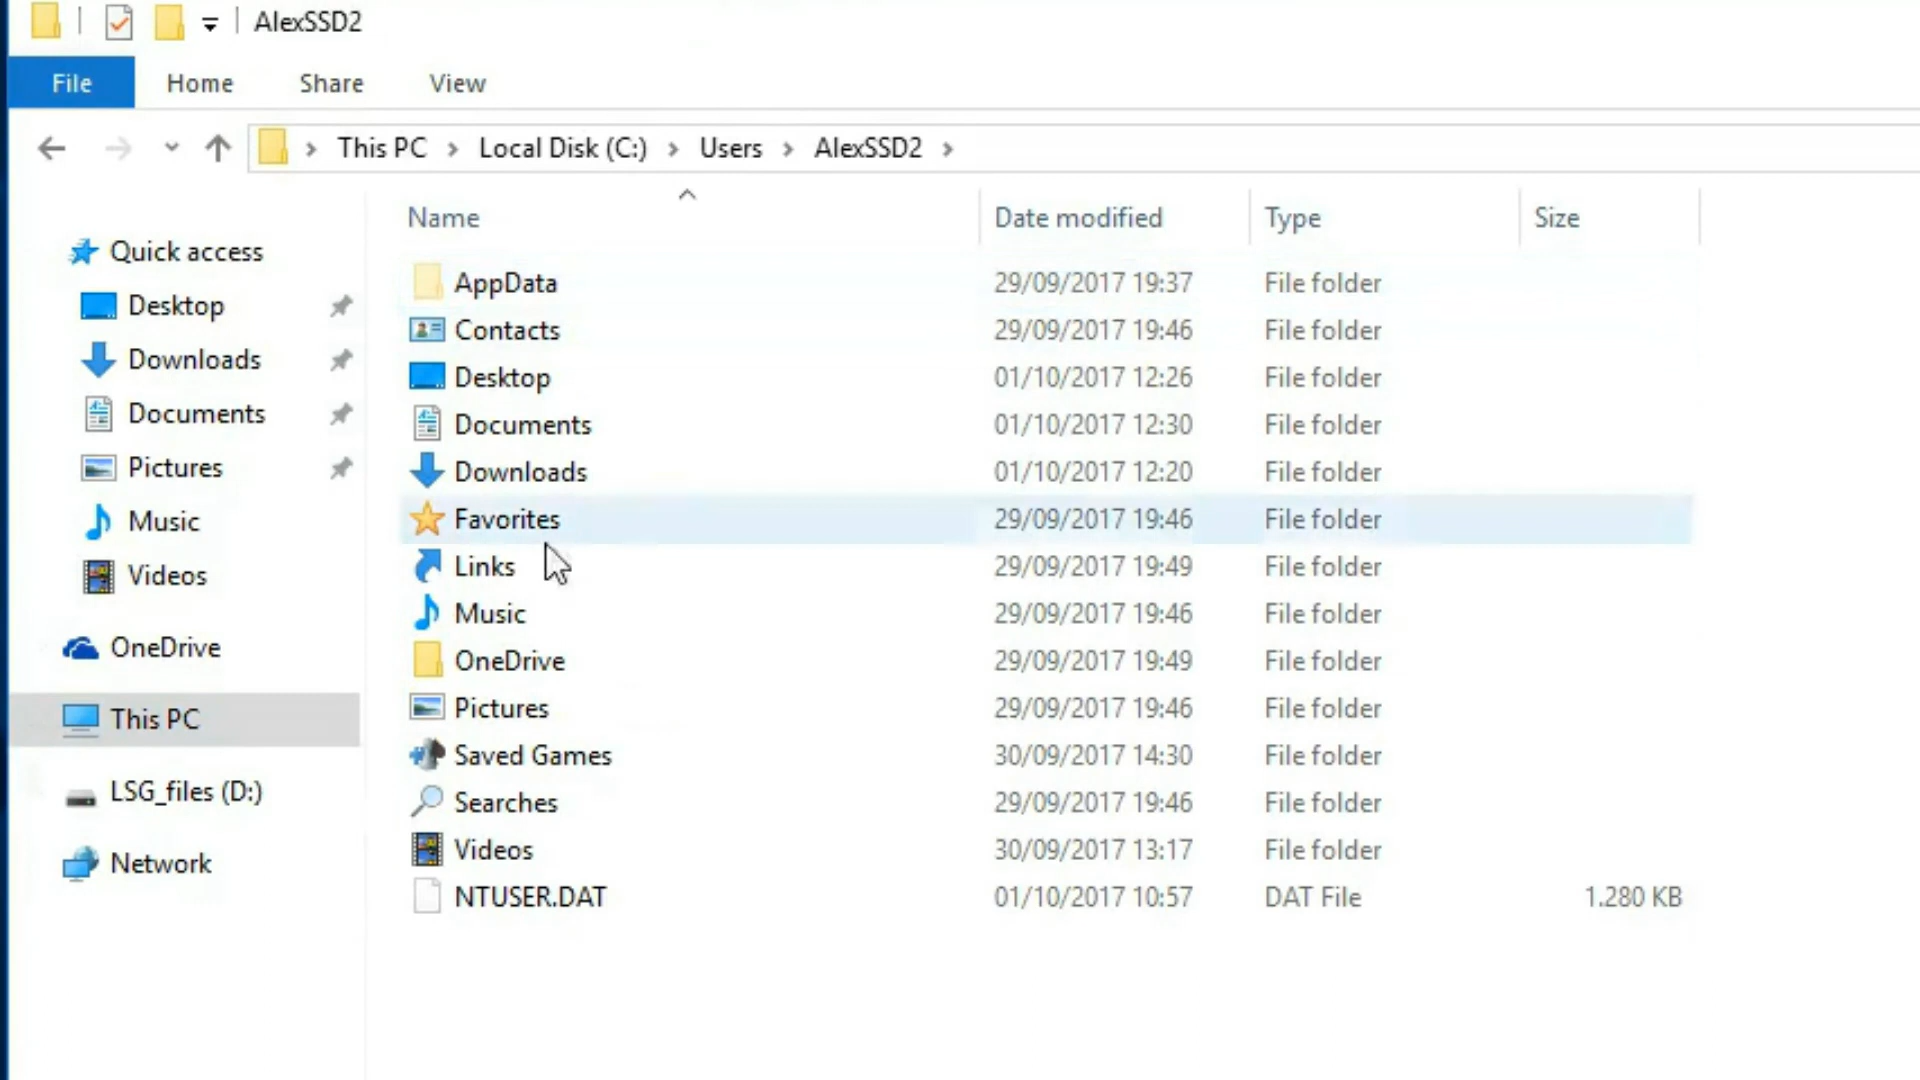 AlexSSD2
File Home Share View
This PC Local Disk (C:) Users AlexSSD2
Name Date modified Type Size
Quick access
Desktop
Downloads
Documents
Pictures
Music
Videos
OneDrive
This PC
LSG_files (D:)
Network
AppData 29/09/2017 19:37 File folder
Contacts 29/09/2017 19:46 File folder
Desktop 01/10/2017 12:26 File folder
Documents 01/10/2017 12:30 File folder
Downloads 01/10/2017 12:20 File folder
Favorites 29/09/2017 19:46 File folder
Links 29/09/2017 19:49 File folder
Music 29/09/2017 19:46 File folder
OneDrive 29/09/2017 19:49 File folder
Pictures 29/09/2017 19:46 File folder
Saved Games 30/09/2017 14:30 File folder
Searches 29/09/2017 19:46 File folder
Videos 30/09/2017 13:17 File folder
NTUSER.DAT 01/10/2017 10:57 DAT File 1.280 KB